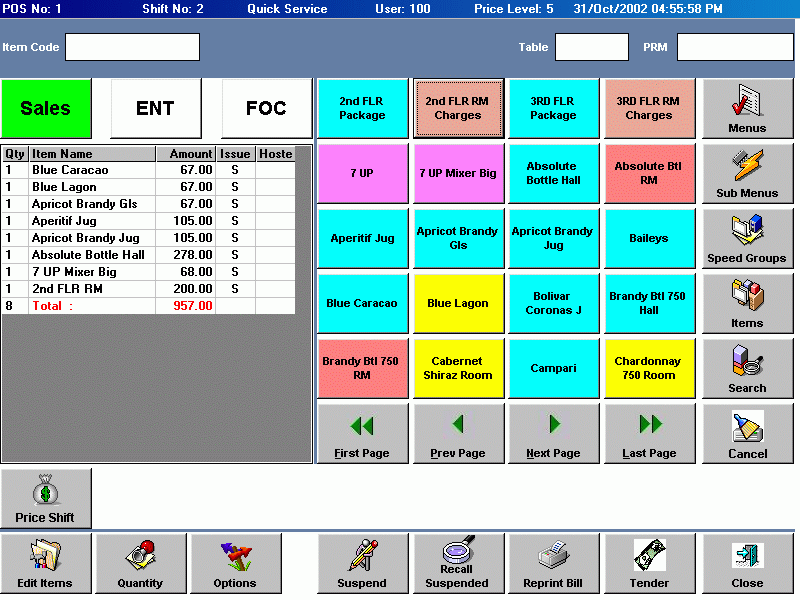 POS No: 1 Shift No: 2 Quick Service User: 100 Price Level: 5 31/Oct/2002 04:55:58 PM
Item Code Table PRM
Sales ENT FOC
Qty Item Name Amount Issue Hoste
1 Blue Caracao 67.00 S
1 Blue Lagon 67.00 S
1 Apricot Brandy Gls 67.00 S
1 Aperitif Jug 105.00 S
1 Apricot Brandy Jug 105.00 S
1 Absolute Bottle Hall 278.00 S
1 7 UP Mixer Big 68.00 S
1 2nd FLR RM 200.00 S
8 Total : 957.00
2nd FLR
Package
2nd FLR RM
Charges
3RD FLR
Package
3RD FLR RM
Charges
Menus
7 UP
7 UP Mixer Big
Absolute
Bottle Hall
Absolute Btl
RM
Sub Menus
Aperitif Jug
Apricot Brandy
Gls
Apricot Brandy
Jug
Baileys
Speed Groups
Blue Caracao
Blue Lagon
Bolivar
Coronas J
Brandy Btl 750
Hall
Items
Brandy Btl 750
RM
Cabernet
Shiraz Room
Campari
Chardonnay
750 Room
Search
First Page
Prev Page
Next Page
Last Page
Cancel
Price Shift
Edit Items
Quantity
Options
Suspend
Recall
Suspended
Reprint Bill
Tender
Close